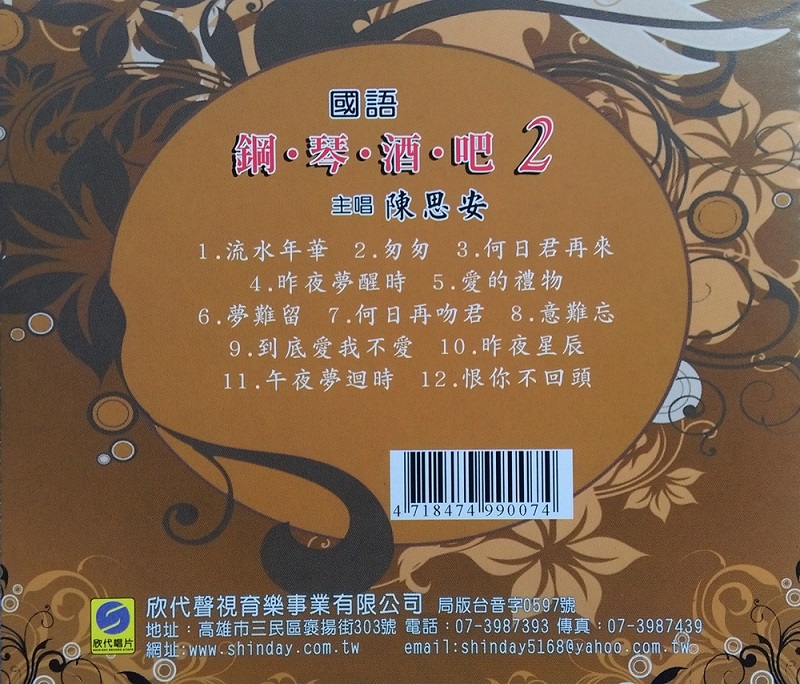 國語
鋼·琴·酒·吧 2
主唱 陳思安
1.流水年華 2.匆匆 3.何日君再來
4.昨夜夢醒時 5.愛的禮物
6.夢難留 7.何日再吻君 8.意難忘
9.到底愛我不愛 10.昨夜星辰
11.午夜夢迴時 12.恨你不回頭
4 718474 990074
欣代唱片
欣代聲視育樂事業有限公司 局版台音字0597號
地址：高雄市三民區褒揚街303號 電話：07-3987393 傳真：07-3987439
網址:www.shinday.com.tw email:shinday5168@yahoo.com.tw